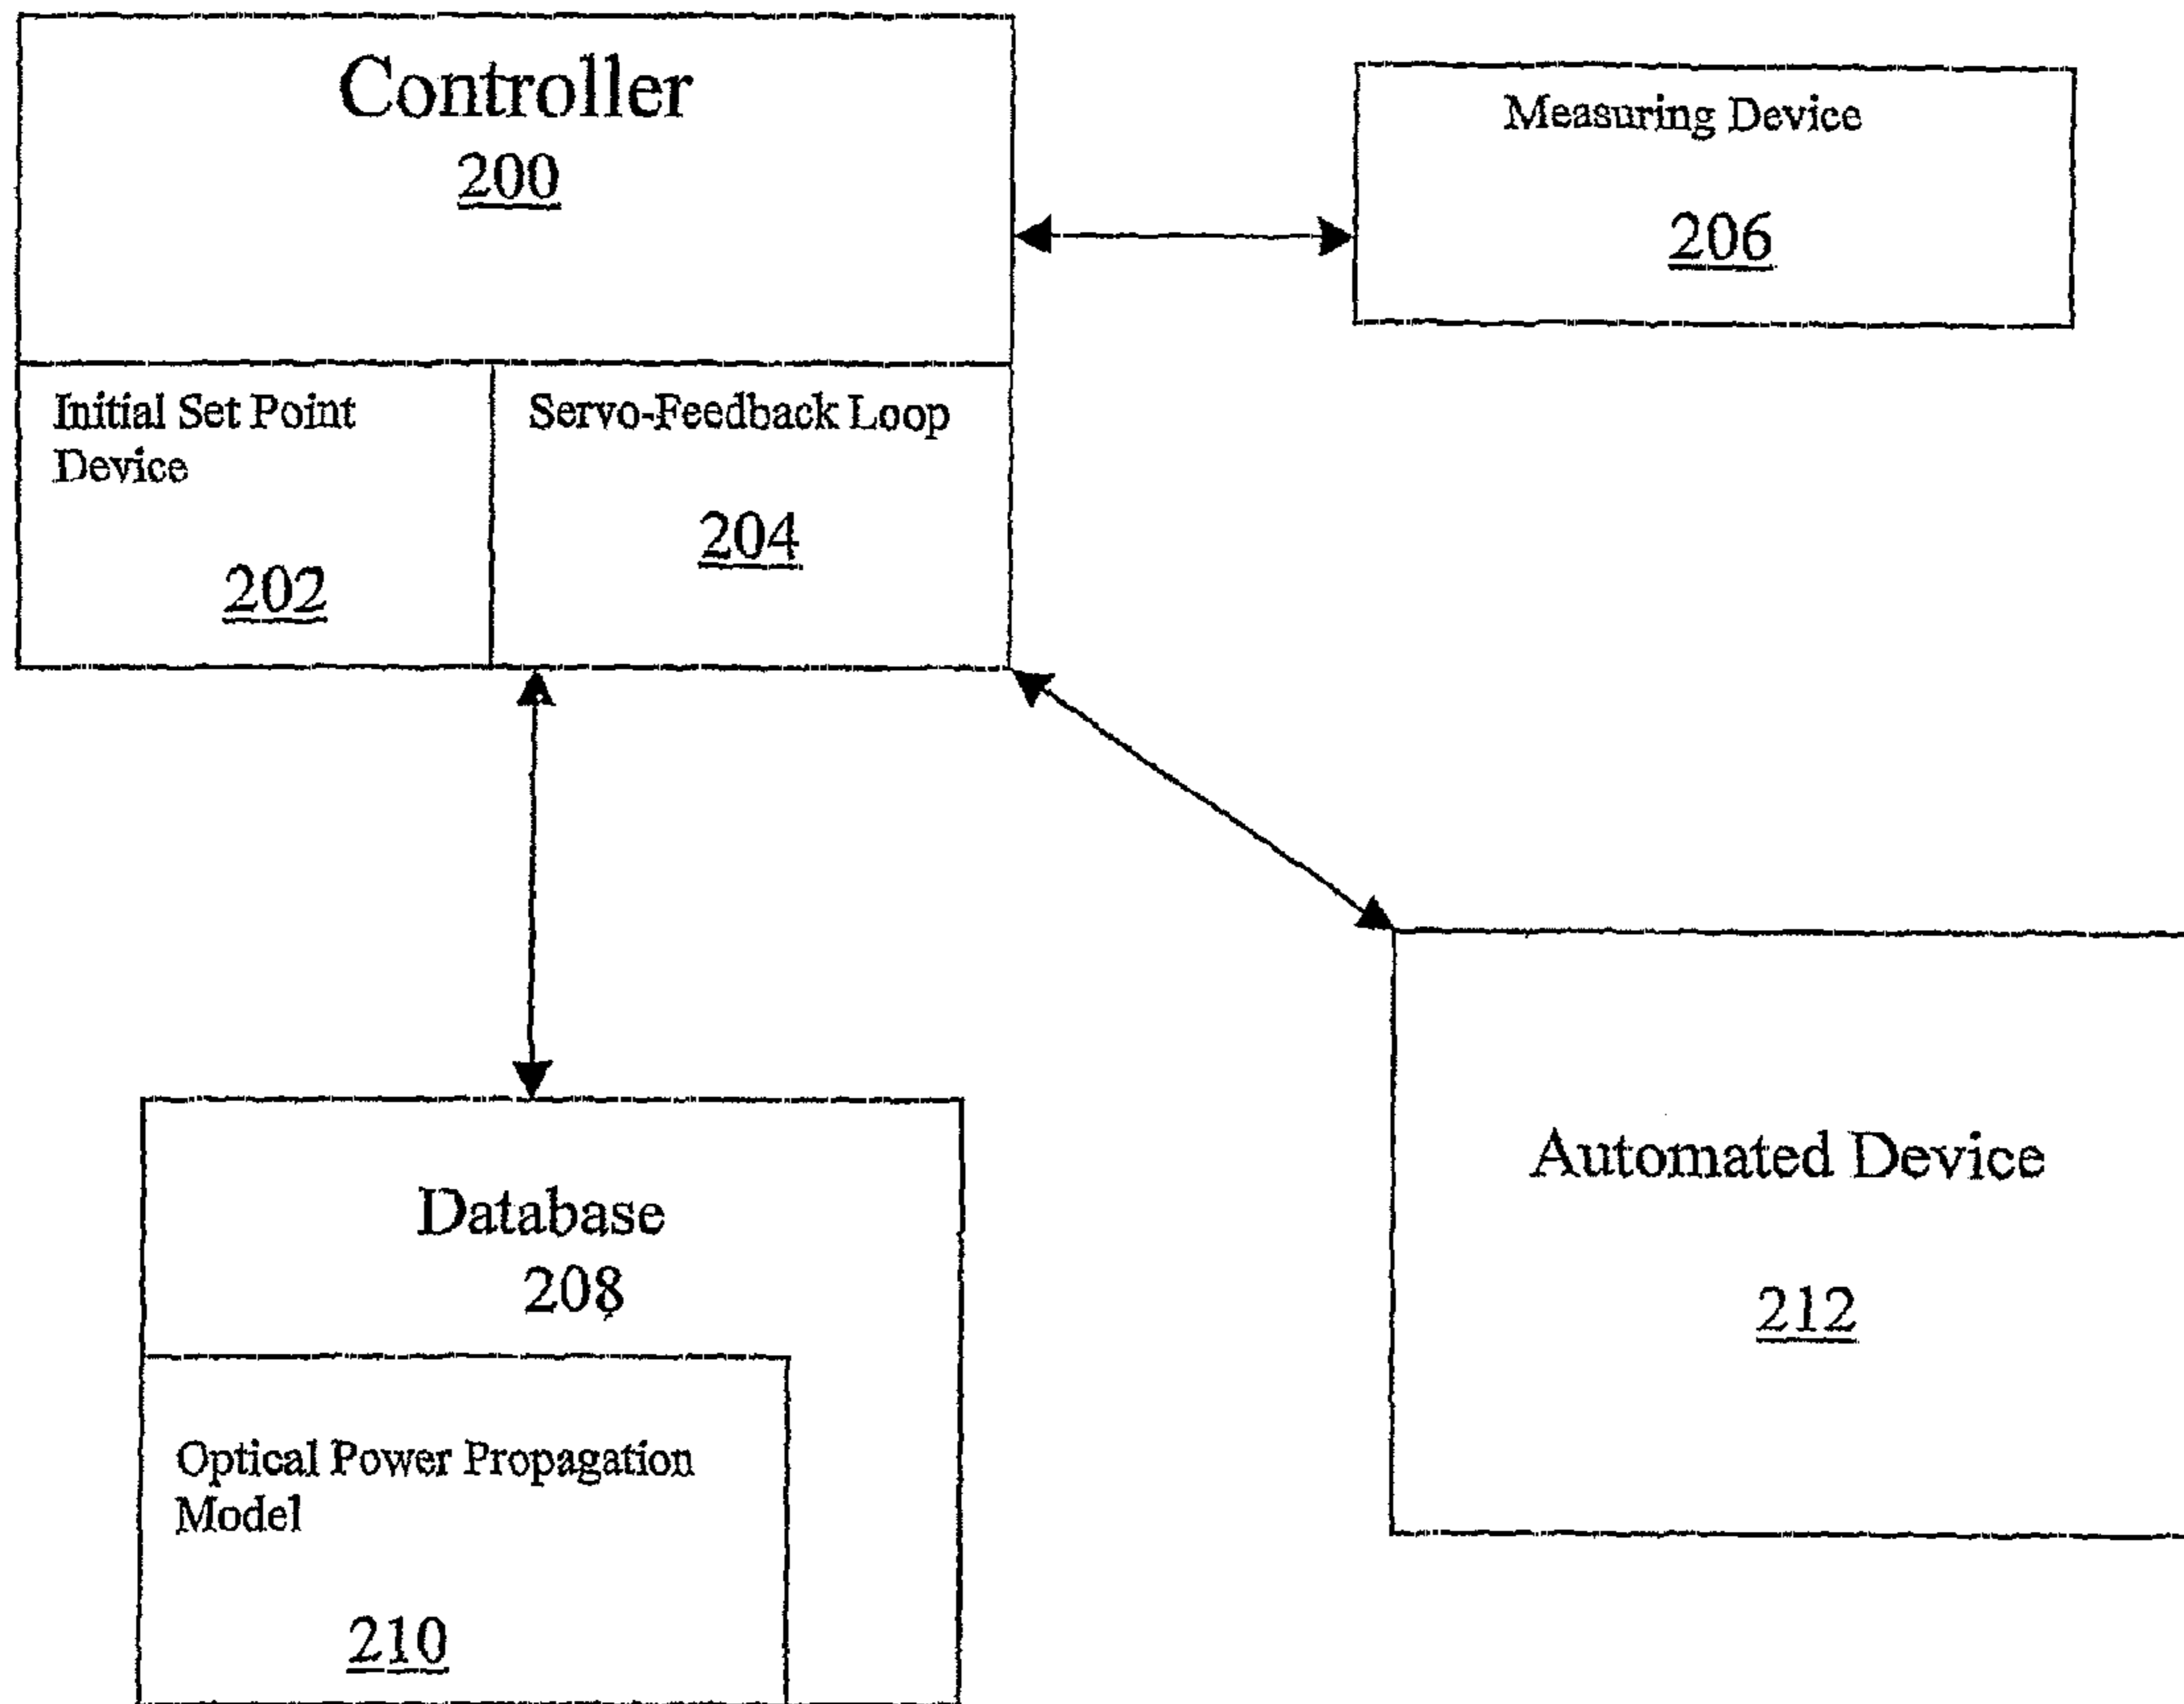 Controller
200
Measuring Device
206
Initial Set Point
Device
202
Servo-Feedback Loop
204
Database
208
Optical Power Propagation
Model
210
Automated Device
212